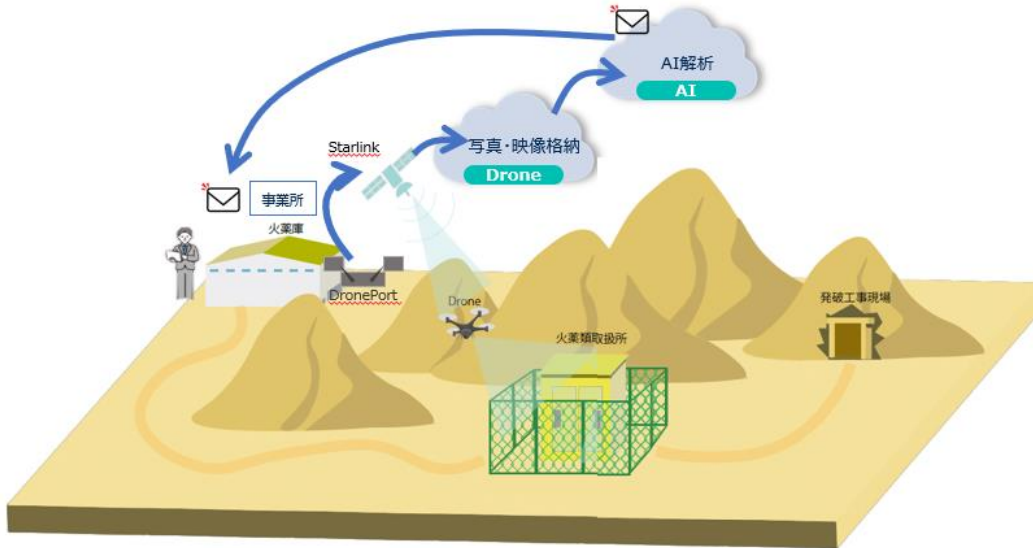 AI解析
AI
写真・映像格納
Drone
Starlink
事業所
火薬庫
DronePort
Drone
発破工事現場
火薬類取扱所